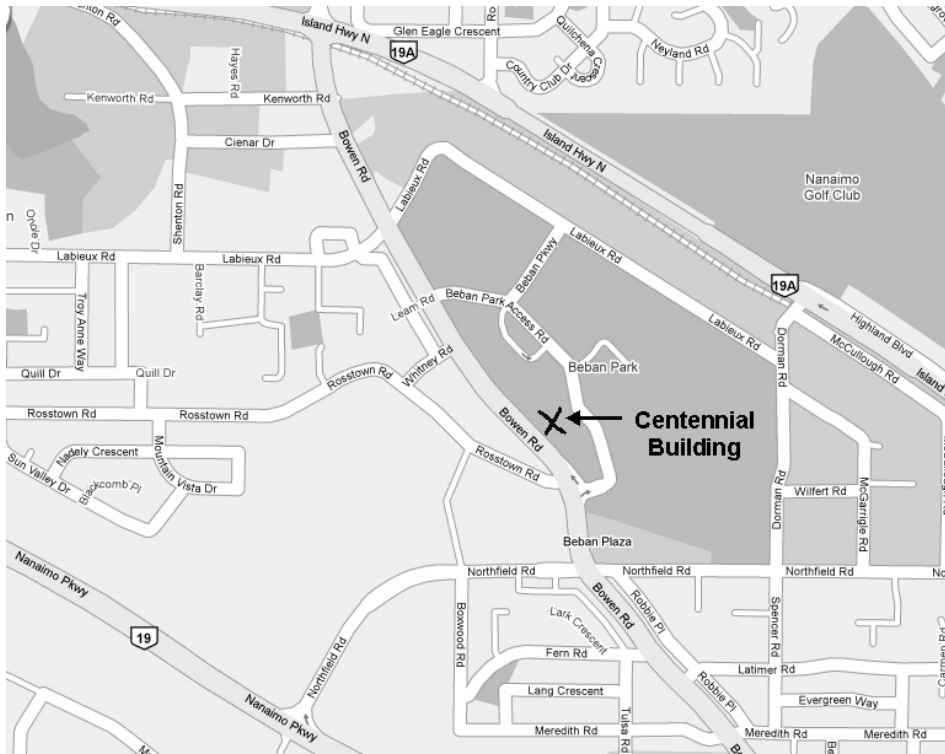 Island Hwy N
Glen Eagle Crescent
19A
Quilchena Crescent
Neyland Rd
Country Club Dr
Hayes Rd
Kenworth Rd
Kenworth Rd
Cienar Dr
Bowen Rd
Island Hwy N
Nanaimo
Golf Club
Shenton Rd
Labieux Rd
Labieux Rd
Labieux Rd
Labieux Rd
Barclay Rd
Troy Anne Way
Leam Rd
Beban Pkwy
Beban Park Access Rd
19A
Labieux Rd
Highland Blvd
McCullough Rd
Island
Dorman Rd
Whitney Rd
Beban Park
Quill Dr
Quill Dr
Rosstown Rd
Rosstown Rd
Rosstown Rd
Bowen Rd
Centennial
Building
Rosstown Rd
Nadely Crescent
Sun Valley Dr
Mountain Vista Dr
Dorman Rd
Wilfert Rd
McGarrigle Rd
Beban Plaza
Nanaimo Pkwy
Northfield Rd
Northfield Rd
Northfield Rd
Bowen Rd
Robbie Pl
Boxwood Rd
Lark Crescent
Spencer Rd
19
Northfield Rd
Fern Rd
Latimer Rd
Carmen Rd
Lang Crescent
Robbie Pl
Evergreen Way
Nanaimo Pkwy
Meredith Rd
Tulsa Rd
Meredith Rd